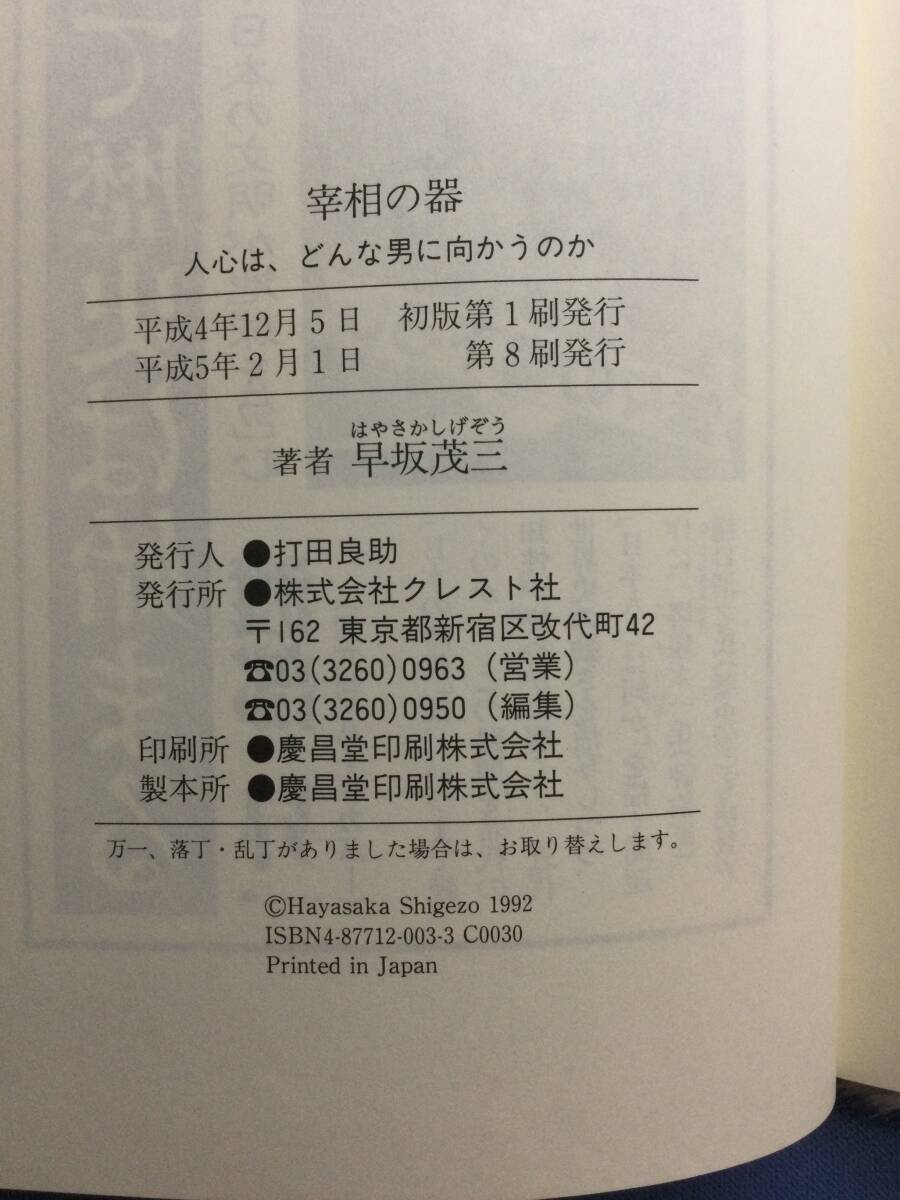 宰相の器
人心は、どんな男に向かうのか
平成4年12月5日 初版第1刷発行
平成5年2月1日 第8刷発行
はやさかしげぞう
著者 早坂茂三
発行人 ●打田良助
発行所 ●株式会社クレスト社
〒162 東京都新宿区改代町42
☎03(3260)0963（営業）
☎03(3260)0950（編集）
印刷所 ●慶昌堂印刷株式会社
製本所 ●慶昌堂印刷株式会社
万一、落丁・乱丁がありました場合は、お取り替えします。
©Hayasaka Shigezo 1992
ISBN4-87712-003-3 C0030
Printed in Japan